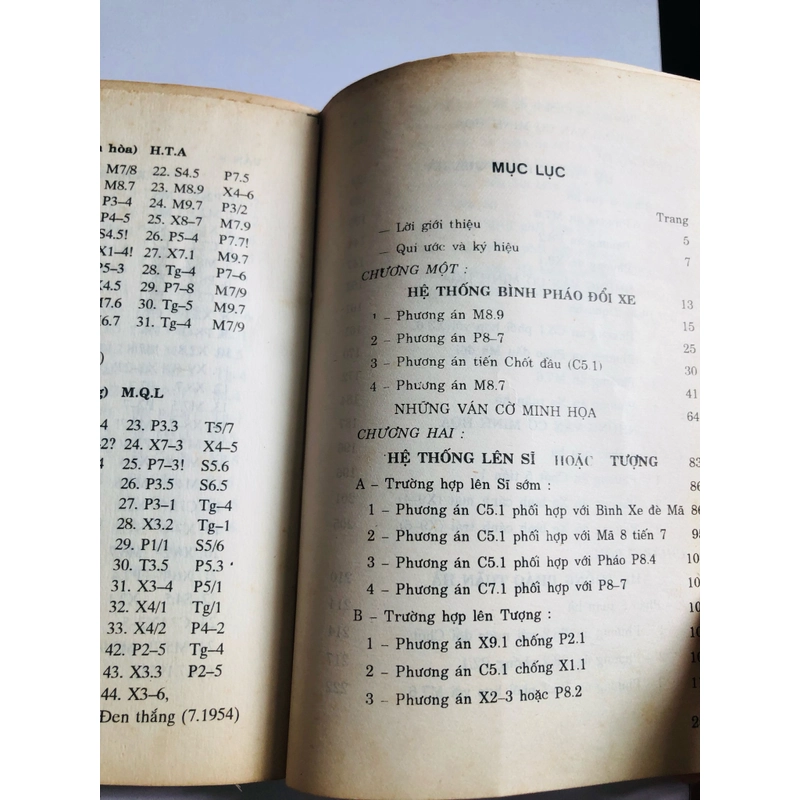 hòa) H.T.A
M7/8 22. S4.5 P7.5
M8.7 23. M8.9 X4–6
P3–4 24. M9.7 P3/2
P4–5 25. X8–7 M7.9
S4.5! 26. P5–4 P7.7!
X1–4! 27. X7.1 M9.7
P5–3 28. Tg–4 P7–6
X4.5 29. P7–8 M7/9
M7.6 30. Tg–5 M9.7
31. Tg–4 M7/9
M.Q.L
23. P3.3 T5/7
24. X7–3 X4–5
25. P7–3! S5.6
26. P3.5 S6.5
27. P3–1 Tg–4
28. X3.2 Tg–1
29. P1/1 S5/6
30. T3.5 P5.3
31. X3–4 P5/1
32. X4/1 Tg/1
33. X4/2 P4–2
42. P2–5 Tg–4
43. X3.3 P2–5
44. X3–6,
Đen thắng (7.1954)
MỤC LỤC
Trang
– Lời giới thiệu 5
– Quí ước và ký hiệu 7
CHƯƠNG MỘT :
HỆ THỐNG BÌNH PHÁO ĐỔI XE 13
1 – Phương án M8.9 15
2 – Phương án P8–7 25
3 – Phương án tiến Chốt đầu (C5.1) 30
4 – Phương án M8.7 41
NHỮNG VÁN CỜ MINH HỌA 64
CHƯƠNG HAI :
HỆ THỐNG LÊN SĨ HOẶC TƯỢNG 83
A – Trường hợp lên Sĩ sớm : 86
1 – Phương án C5.1 phối hợp với Bình Xe đè Mã 86
2 – Phương án C5.1 phối hợp với Mã 8 tiến 7
3 – Phương án C5.1 phối hợp với Pháo P8.4
4 – Phương án C7.1 phối hợp với P8–7
B – Trường hợp lên Tượng :
1 – Phương án X9.1 chống P2.1
2 – Phương án C5.1 chống X1.1
3 – Phương án X2–3 hoặc P8.2